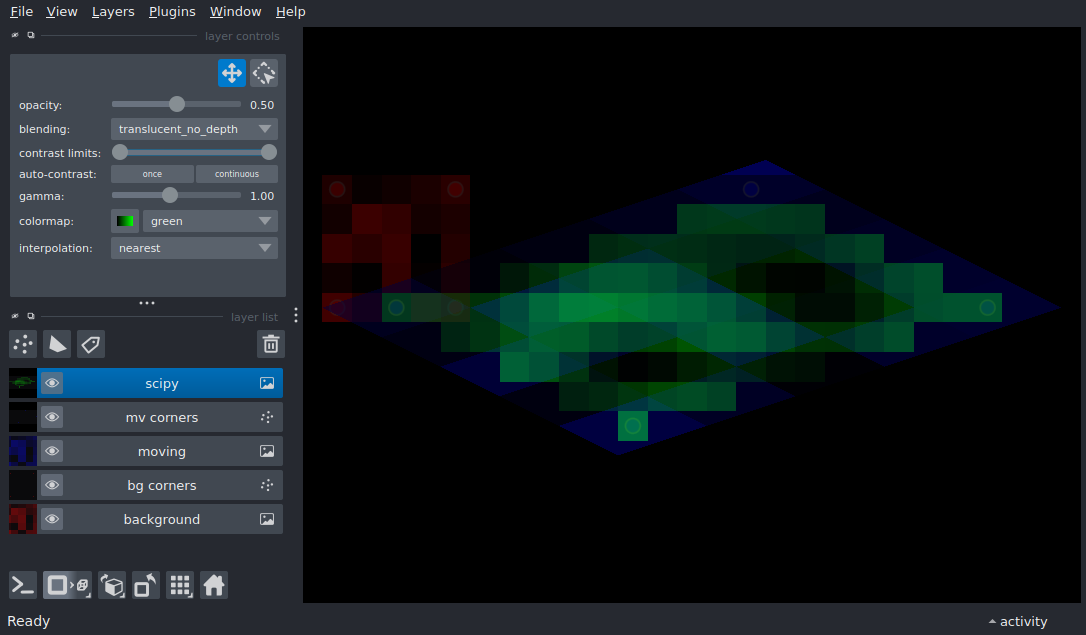 File View Layers Plugins Window Help
layer controls
opacity: 0.50
blending: translucent_no_depth
contrast limits:
auto-contrast: once continuous
gamma: 1.00
colormap: green
interpolation: nearest
layer list
scipy
mv corners
moving
bg corners
background
Ready activity